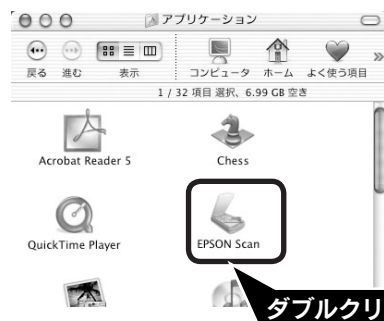 アプリケーション
戻る 進む 表示 コンピュータ ホーム よく使う項目
1 / 32 項目 選択、6.99 GB 空き
Acrobat Reader 5 Chess
QuickTime Player EPSON Scan
ダブルクリ